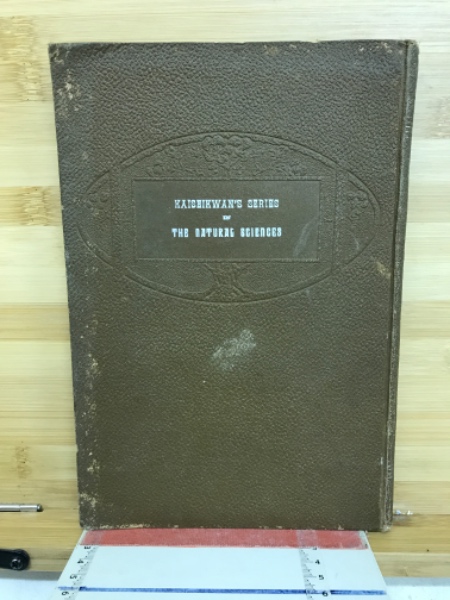 KAISEIKWAN'S SERIES
OF
THE NATURAL SCIENCES